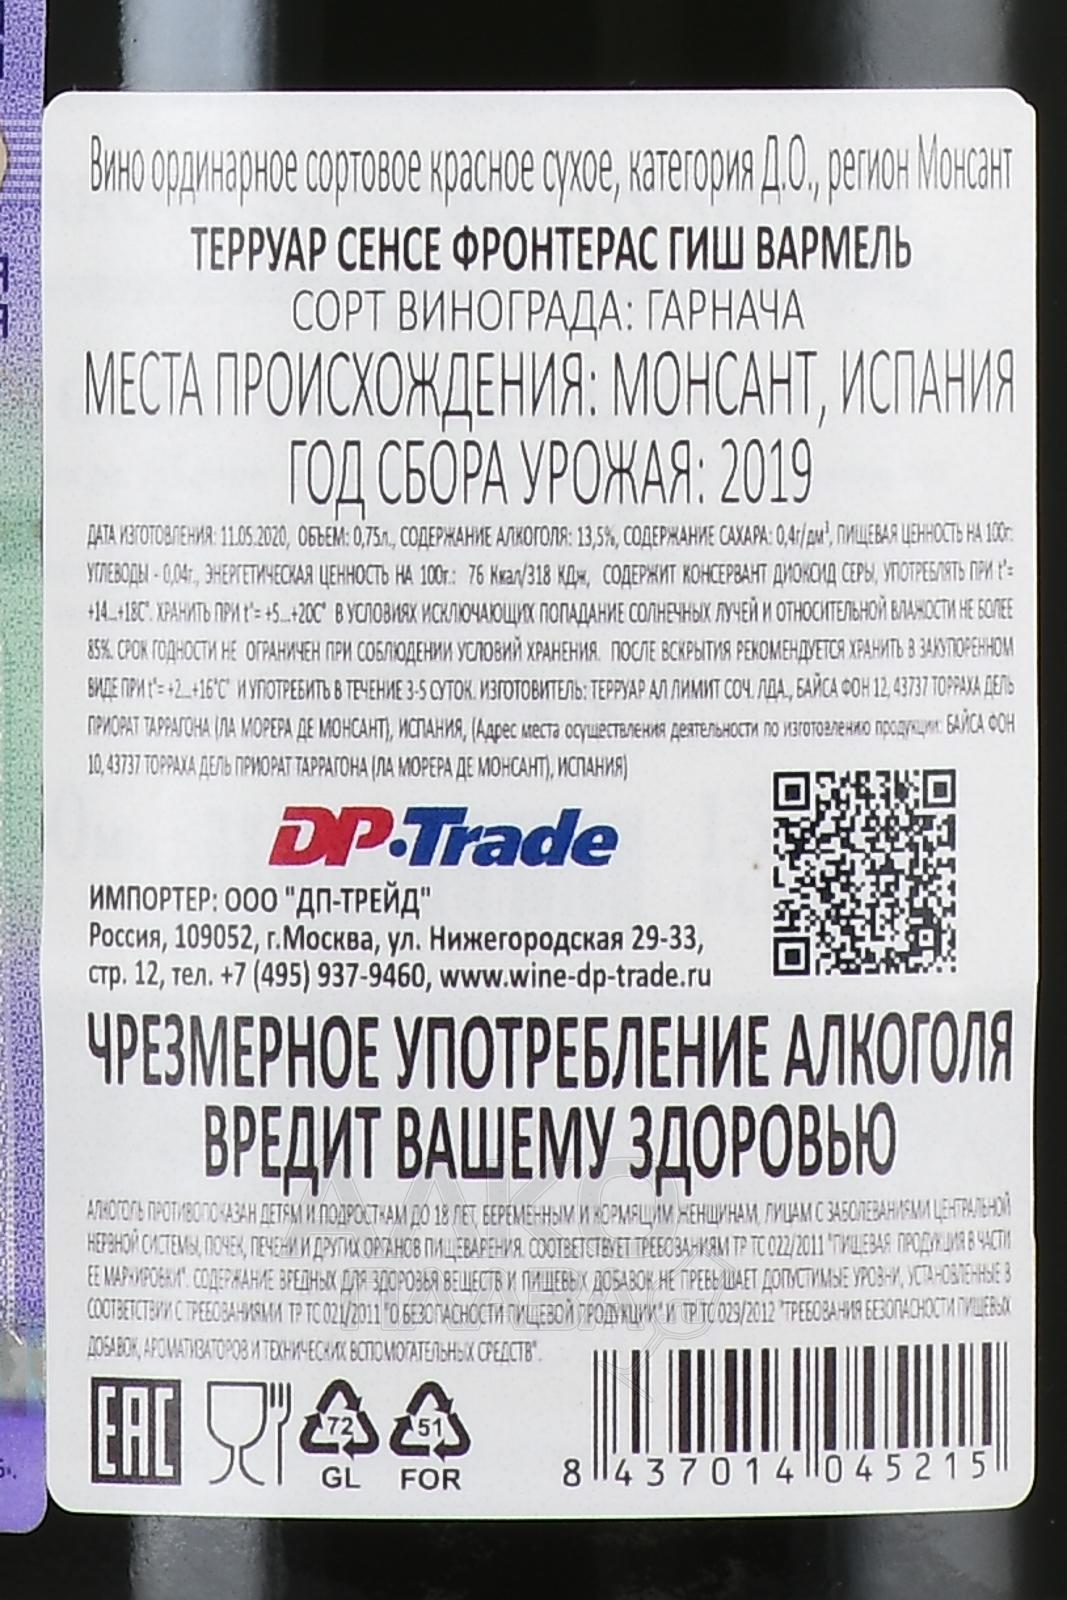 Вино ординарное сортовое красное сухое, категория Д.О., регион Монсант
ТЕРРУАР СЕНСЕ ФРОНТЕРАС ГИШ ВАРМЕЛЬ
СОРТ ВИНОГРАДА: ГАРНАЧА
МЕСТА ПРОИСХОЖДЕНИЯ: МОНСАНТ, ИСПАНИЯ
ГОД СБОРА УРОЖАЯ: 2019
ДАТА ИЗГОТОВЛЕНИЯ: 11.05.2020, ОБЪЕМ: 0,75л., СОДЕРЖАНИЕ АЛКОГОЛЯ: 13,5%, СОДЕРЖАНИЕ САХАРА: 0,4г/дм³, ПИЩЕВАЯ ЦЕННОСТЬ НА 100г:
УГЛЕВОДЫ - 0,04г., ЭНЕРГЕТИЧЕСКАЯ ЦЕННОСТЬ НА 100г.: 76 Ккал/318 КДж, СОДЕРЖИТ КОНСЕРВАНТ ДИОКСИД СЕРЫ, УПОТРЕБЛЯТЬ ПРИ t°=
+14...+18С°. ХРАНИТЬ ПРИ t°= +5...+20С° В УСЛОВИЯХ ИСКЛЮЧАЮЩИХ ПОПАДАНИЕ СОЛНЕЧНЫХ ЛУЧЕЙ И ОТНОСИТЕЛЬНОЙ ВЛАЖОСТИ НЕ БОЛЕЕ
85%. СРОК ГОДНОСТИ НЕ ОГРАНИЧЕН ПРИ СОБЛЮДЕНИИ УСЛОВИЙ ХРАНЕНИЯ. ПОСЛЕ ВСКРЫТИЯ РЕКОМЕНДУЕТСЯ ХРАНИТЬ В ЗАКУПОРЕННОМ
ВИДЕ ПРИ t°= +2...+16°С° И УПОТРЕБИТЬ В ТЕЧЕНИЕ 3-5 СУТОК. ИЗГОТОВИТЕЛЬ: ТЕРРУАР АЛ ЛИМИТ СОЧ. ЛДА., БАЙСА ФОН 12, 43737 ТОРРАХА ДЕЛЬ
ПРИОРАТ ТАРРАГОНА (ЛА МОРЕРА ДЕ МОНСАНТ), ИСПАНИЯ, (Адрес места осуществления деятельности по изготовлению продукции: БАЙСА ФОН
10, 43737 ТОРРАХА ДЕЛЬ ПРИОРАТ ТАРРАГОНА (ЛА МОРЕРА ДЕ МОНСАНТ), ИСПАНИЯ)
DP·Trade
ИМПОРТЕР: ООО "ДП-ТРЕЙД"
Россия, 109052, г.Москва, ул. Нижегородская 29-33,
стр. 12, тел. +7 (495) 937-9460, www.wine-dp-trade.ru
ЧРЕЗМЕРНОЕ УПОТРЕБЛЕНИЕ АЛКОГОЛЯ
ВРЕДИТ ВАШЕМУ ЗДОРОВЬЮ
АЛКОГОЛЬ ПРОТИВОПОКАЗАН ДЕТЯМ И ПОДРОСТКАМ ДО 18 ЛЕТ, БЕРЕМЕННЫМ И КОРМЯЩИМ ЖЕНЩИНАМ, ЛИЦАМ С ЗАБОЛЕВАНИЯМИ ЦЕНТРАЛЬНОЙ
НЕРВНОЙ СИСТЕМЫ, ПОЧЕК, ПЕЧЕНИ И ДРУГИХ ОРГАНОВ ПИЩЕВАРЕНИЯ. СООТВЕТСТВУЕТ ТРЕБОВАНИЯМ ТР ТС 022/2011 "ПИЩЕВАЯ ПРОДУКЦИЯ В ЧАСТИ
ЕЕ МАРКИРОВКИ". СОДЕРЖАНИЕ ВРЕДНЫХ ДЛЯ ЗДОРОВЬЯ ВЕЩЕСТВ И ПИЩЕВЫХ ДОБАВОК НЕ ПРЕВЫШАЕТ ДОПУСТИМЫЕ УРОВНИ, УСТАНОВЛЕННЫЕ В
СООТВЕТСТВИИ С ТРЕБОВАНИЯМИ ТР ТС 021/2011 "О БЕЗОПАСНОСТИ ПИЩЕВОЙ ПРОДУКЦИИ" И ТР ТС 029/2012 "ТРЕБОВАНИЯ БЕЗОПАСНОСТИ ПИЩЕВЫХ
ДОБАВОК, АРОМАТИЗАТОРОВ И ТЕХНИЧЕСКИХ ВСПОМОГАТЕЛЬНЫХ СРЕДСТВ".
ЕАС
72
GL
51
FOR
8 437014 045215